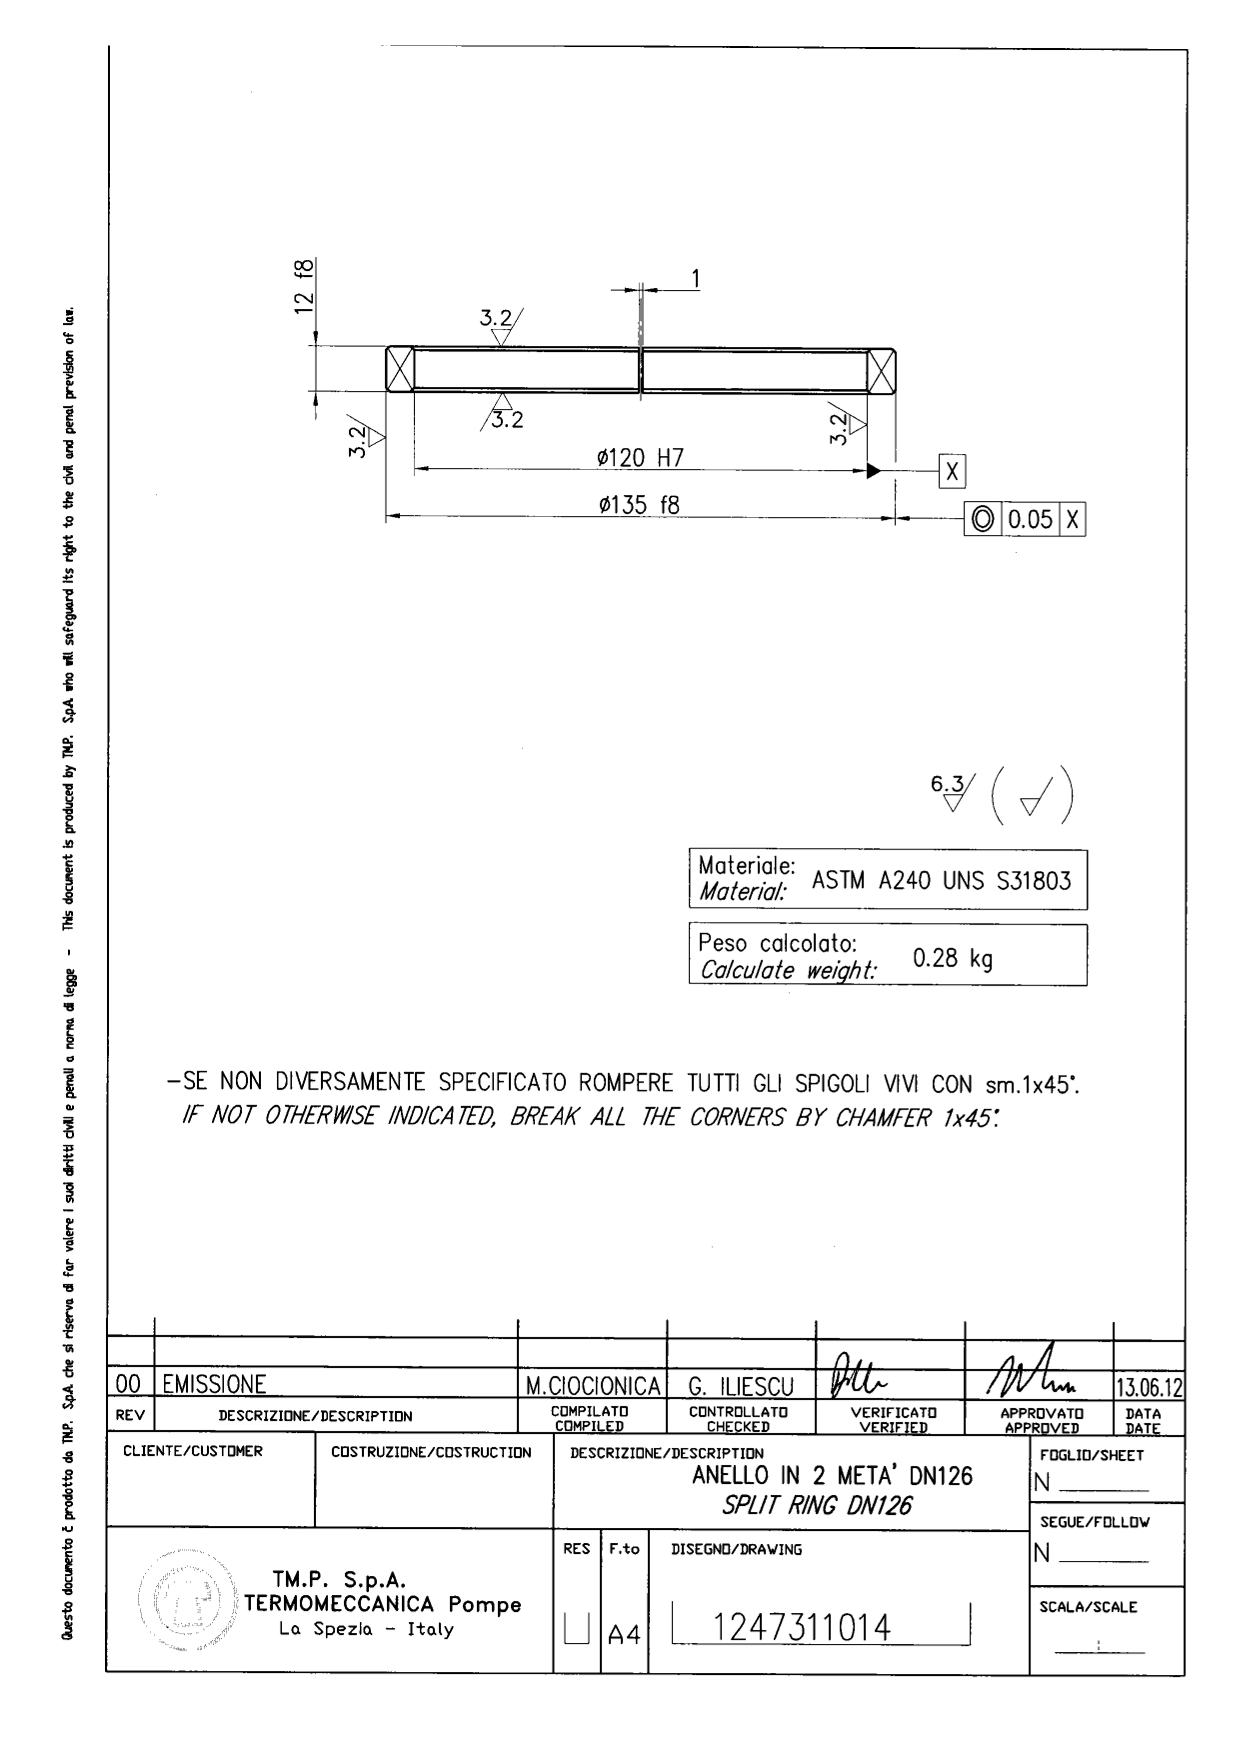 12 f8
1
3.2
3.2
3.2
3.2
ø120 H7
X
ø135 f8
0.05 X
6.3
Materiale: ASTM A240 UNS S31803
Material:
Peso calcolato: 0.28 kg
Calculate weight:
-SE NON DIVERSAMENTE SPECIFICATO ROMPERE TUTTI GLI SPIGOLI VIVI CON sm.1x45°.
IF NOT OTHERWISE INDICATED, BREAK ALL THE CORNERS BY CHAMFER 1x45°.
00 EMISSIONE M.CIOCIONICA G. ILIESCU 13.06.12
REV DESCRIZIONE/DESCRIPTION COMPILATO CONTROLLATO VERIFICATO APPROVATO DATA
COMPILED CHECKED VERIFIED APPROVED DATE
CLIENTE/CUSTOMER COSTRUZIONE/COSTRUCTION DESCRIZIONE/DESCRIPTION FOGLIO/SHEET
ANELLO IN 2 META' DN126
SPLIT RING DN126
N
SEGUE/FOLLOW
N
RES F.to DISEGNO/DRAWING
TM.P. S.p.A.
TERMOMECCANICA Pompe
La Spezia - Italy
A4
1247311014
SCALA/SCALE
:
Questo documento è prodotto da TM.P. S.p.A. che si riserva di far valere i suoi diritti civili e penali a norma di legge - This document is produced by TM.P. S.p.A. who will safeguard its right to the civil and penal prevision of law.